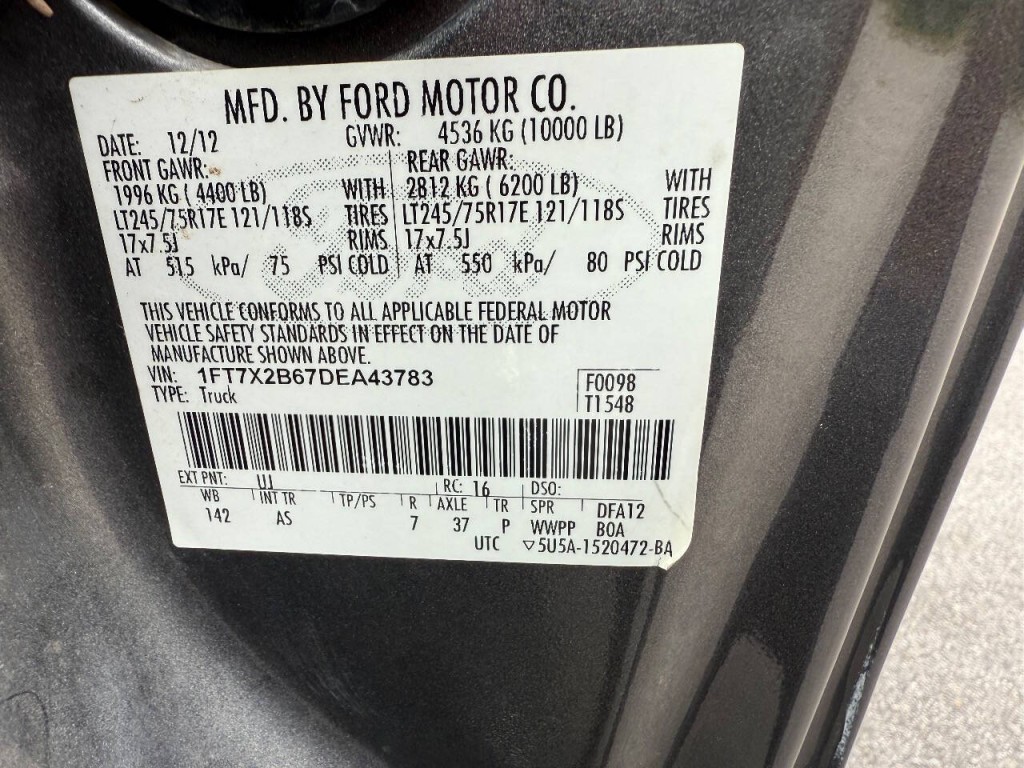 MFD. BY FORD MOTOR CO.
DATE: 12/12 GVWR: 4536 KG (10000 LB)
FRONT GAWR: REAR GAWR:
1996 KG ( 4400 LB) WITH 2812 KG ( 6200 LB) WITH
LT245/75R17E 121/118S TIRES LT245/75R17E 121/118S TIRES
17x7.5J RIMS 17x7.5J RIMS
AT 515 kPa/ 75 PSI COLD AT 550 kPa/ 80 PSI COLD
THIS VEHICLE CONFORMS TO ALL APPLICABLE FEDERAL MOTOR
VEHICLE SAFETY STANDARDS IN EFFECT ON THE DATE OF
MANUFACTURE SHOWN ABOVE.
VIN: 1FT7X2B67DEA43783 F0098
TYPE: Truck T1548
EXT PNT: UJ RC: 16 DSO:
WB INT TR TP/PS R AXLE TR SPR DFA12
142 AS 7 37 P WWPP BOA
UTC ▽5U5A-1520472-BA